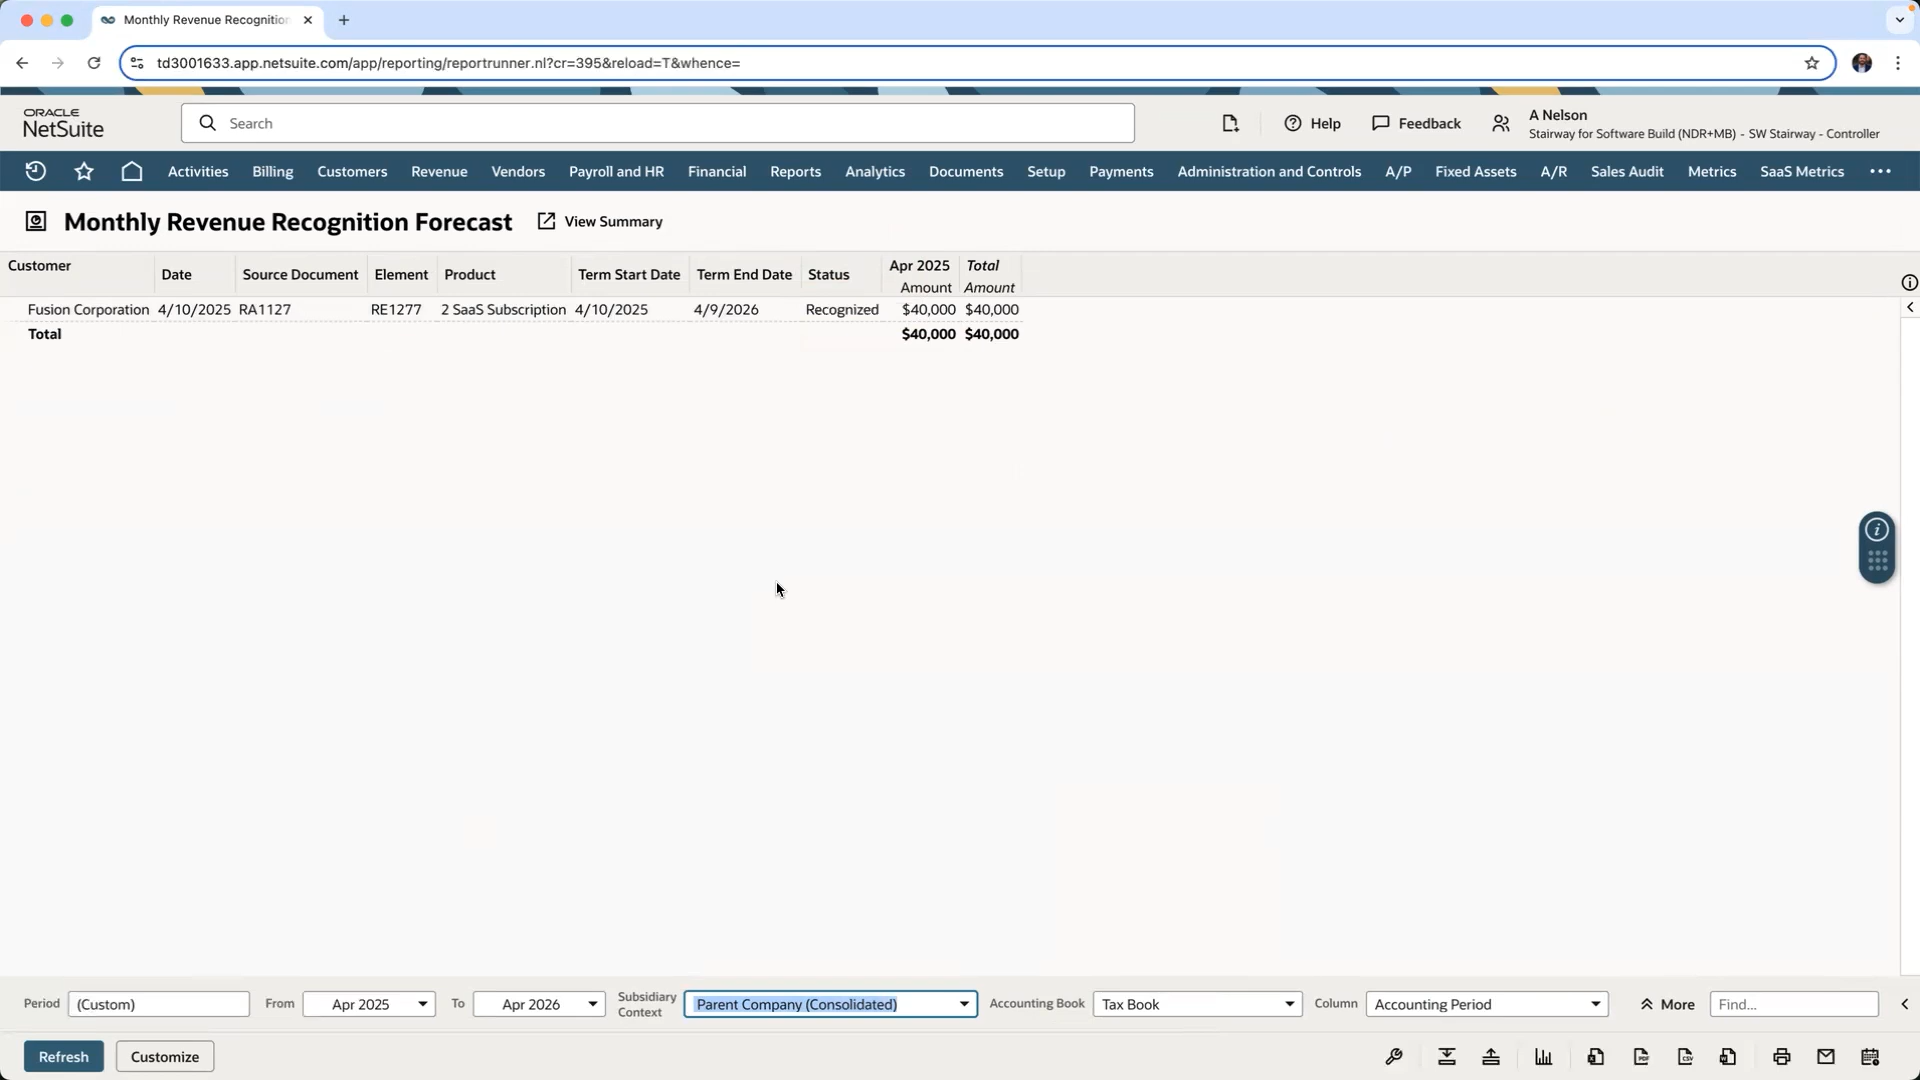 Monthly Revenue Recognition
td3001633.app.netsuite.com/app/reporting/reportrunner.nl?cr=395&reload=T&whence=
ORACLE
NetSuite
Search
Help
Feedback
A Nelson
Stairway for Software Build (NDR+MB) - SW Stairway - Controller
Activities Billing Customers Revenue Vendors Payroll and HR Financial Reports Analytics Documents Setup Payments Administration and Controls A/P Fixed Assets A/R Sales Audit Metrics SaaS Metrics
Monthly Revenue Recognition Forecast View Summary
Customer Date Source Document Element Product Term Start Date Term End Date Status Apr 2025 Total
Amount Amount
Fusion Corporation 4/10/2025 RA1127 RE1277 2 SaaS Subscription 4/10/2025 4/9/2026 Recognized $40,000 $40,000
Total $40,000 $40,000
Period (Custom) From Apr 2025 To Apr 2026 Subsidiary Context Parent Company (Consolidated) Accounting Book Tax Book Column Accounting Period More Find...
Refresh Customize
PDF
CSV